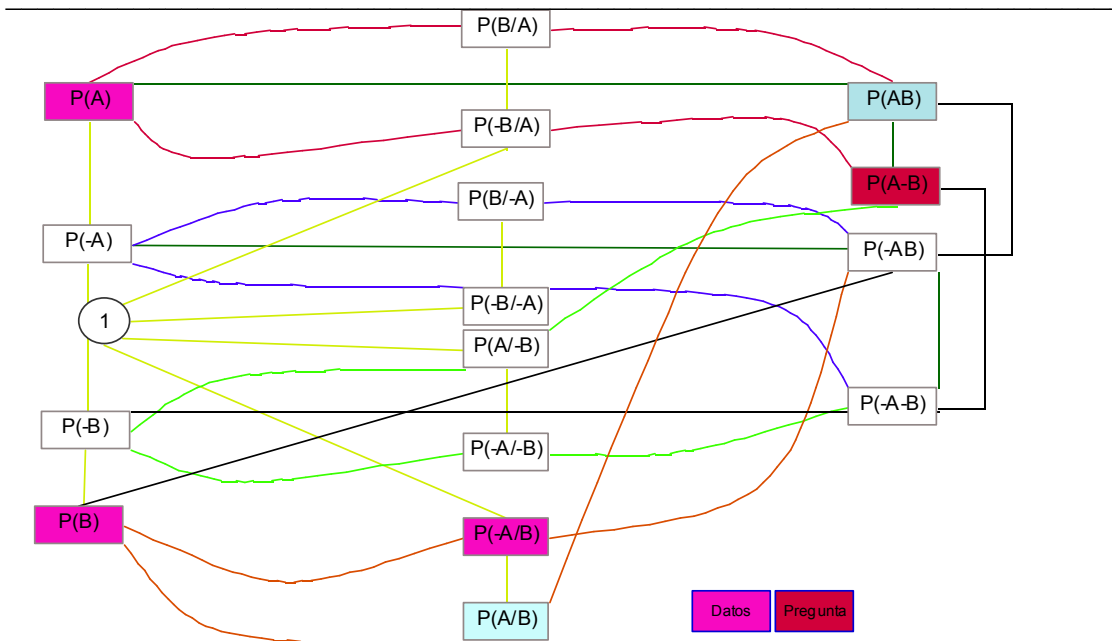 P(B/A)
P(A)
P(AB)
P(-B/A)
P(A-B)
P(B/-A)
P(-A)
P(-AB)
P(-B/-A)
1
P(A/-B)
P(-A-B)
P(-B)
P(-A/-B)
P(B)
P(-A/B)
P(A/B)
Datos
Pregunta